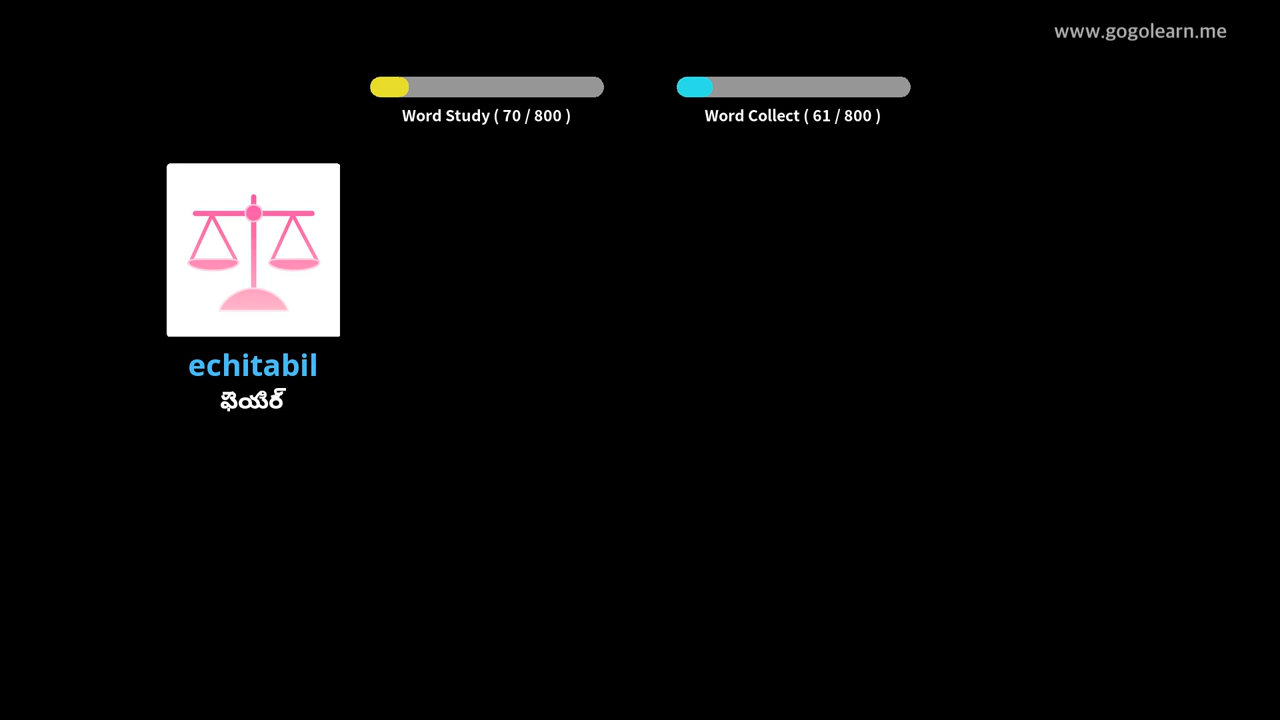 www.gogolearn.me
Word Study ( 70 / 800 )
Word Collect ( 61 / 800 )
echitabil
ఫెయిర్